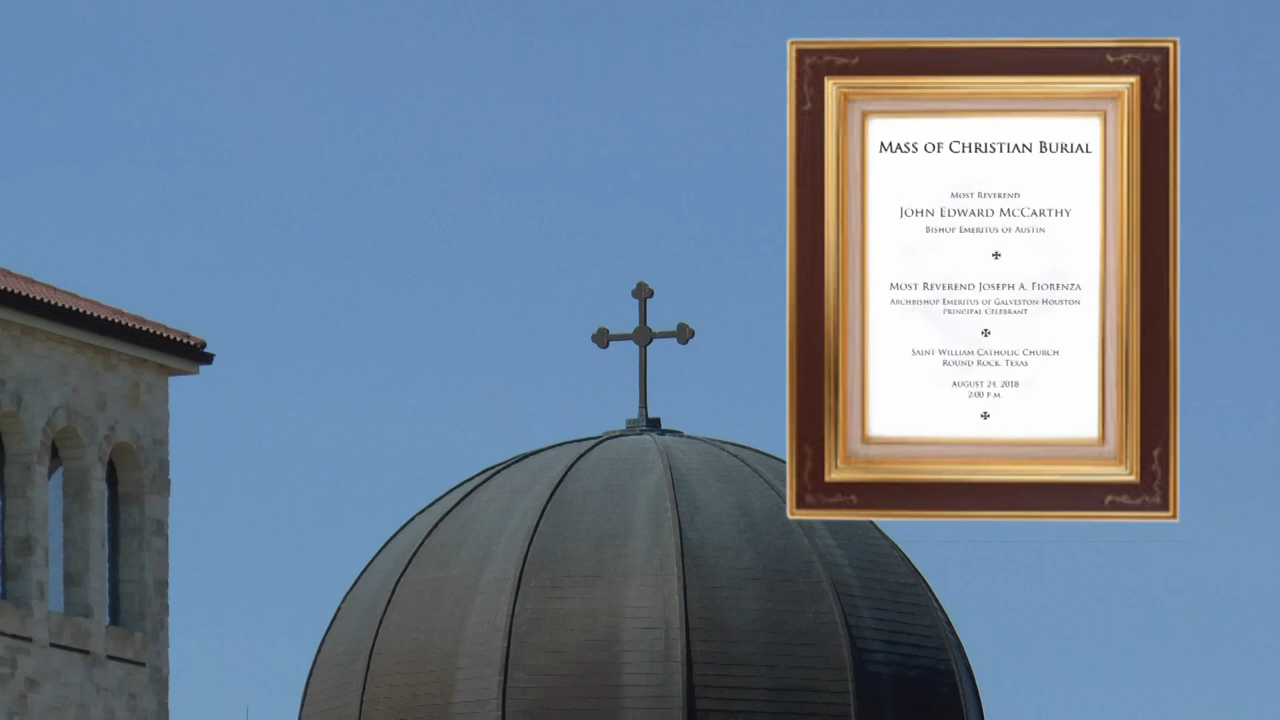 MASS OF CHRISTIAN BURIAL
MOST REVEREND
JOHN EDWARD MCCARTHY
BISHOP EMERITUS OF AUSTIN
MOST REVEREND JOSEPH A. FIORENZA
ARCHBISHOP EMERITUS OF GALVESTON-HOUSTON
PRINCIPAL CELEBRANT
SAINT WILLIAM CATHOLIC CHURCH
ROUND ROCK, TEXAS
AUGUST 24, 2018
2:00 P.M.